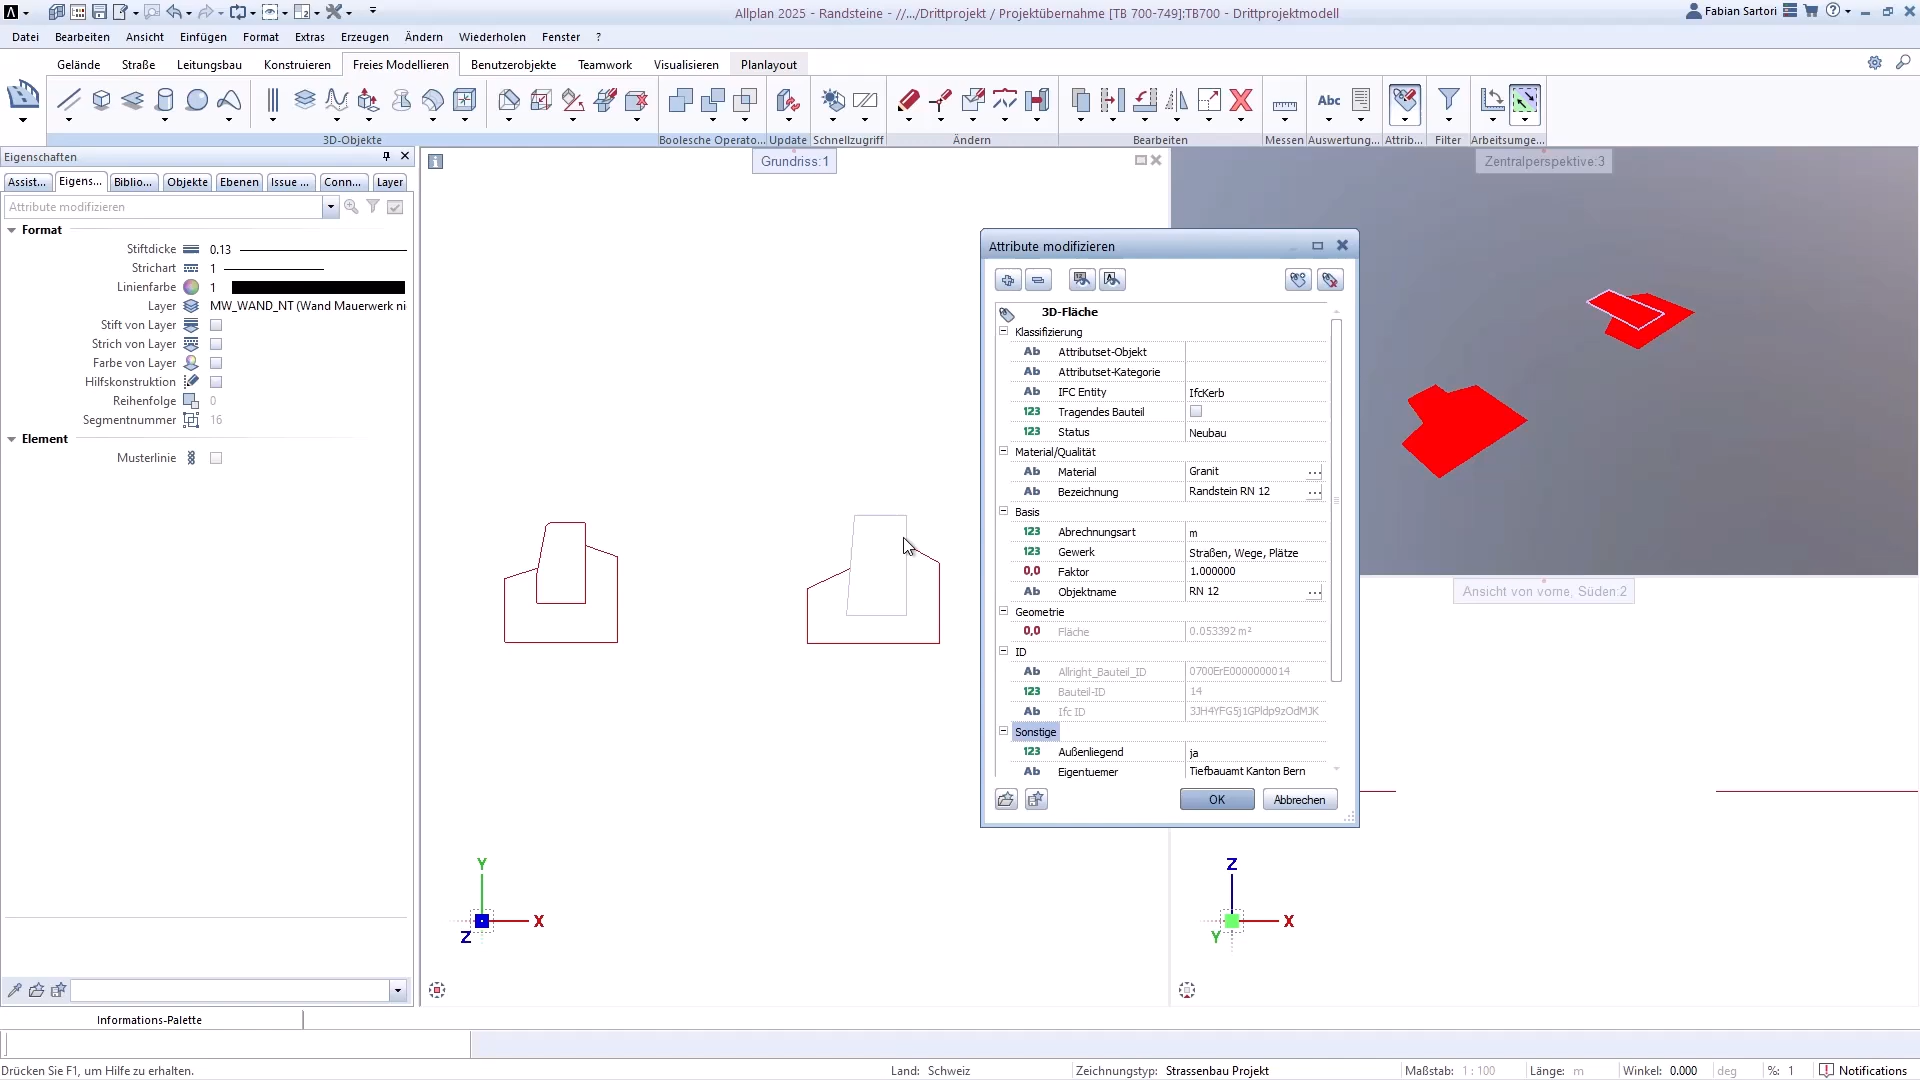 Allplan 2025 - Randsteine - //.../Drittprojekt / Projektübernahme [TB 700-749]:TB700 - Drittprojektmodell
Fabian Sartori
Datei Bearbeiten Ansicht Einfügen Format Extras Erzeugen Ändern Wiederholen Fenster ?
Gelände Straße Leitungsbau Konstruieren Freies Modellieren Benutzerobjekte Teamwork Visualisieren Planlayout
Abc
3D-Objekte Boolesche Operato... Update Schnellzugriff Ändern Bearbeiten Messen Auswertung... Attrib... Filter Arbeitsumge...
Eigenschaften
Assist... Eigens... Biblio... Objekte Ebenen Issue ... Conn... Layer
Attribute modifizieren
Format
Stiftdicke 0.13
Strichart 1
Linienfarbe 1
Layer MW_WAND_NT (Wand Mauerwerk ni
Stift von Layer
Strich von Layer
Farbe von Layer
Hilfskonstruktion
Reihenfolge 0
Segmentnummer 16
Element
Musterlinie
Informations-Palette
Grundriss:1
Zentralperspektive:3
Ansicht von vorne, Süden:2
Y
X
Z
Z
X
Y
Attribute modifizieren
3D-Fläche
Klassifizierung
Ab Attributset-Objekt
Ab Attributset-Kategorie
Ab IFC Entity IfcKerb
123 Tragendes Bauteil
123 Status Neubau
Material/Qualität
Ab Material Granit ...
Ab Bezeichnung Randstein RN 12 ...
Basis
123 Abrechnungsart m
123 Gewerk Straßen, Wege, Plätze
0,0 Faktor 1.000000
Ab Objektname RN 12 ...
Geometrie
0,0 Fläche 0.053392 m²
ID
Ab Allright_Bauteil_ID 0700ErE0000000014
123 Bauteil-ID 14
Ab Ifc ID 3JH4YFG5j1GPldp9zOdMJK
Sonstige
123 Außenliegend ja
Ab Eigentuemer Tiefbauamt Kanton Bern
OK Abbrechen
Drücken Sie F1, um Hilfe zu erhalten.
Land: Schweiz
Zeichnungstyp: Strassenbau Projekt
Maßstab: 1 : 100
Länge: m
Winkel: 0.000 deg
%: 1
Notifications